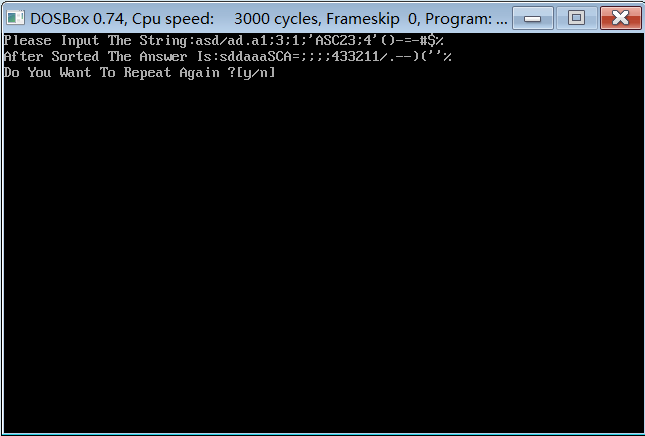 DOSBox 0.74, Cpu speed: 3000 cycles, Frameskip 0, Program: ...
Please Input The String:asd/ad.a1;3;1;'ASC23;4'()-=-#$%
After Sorted The Answer Is:sddaaaSCA=;;;;433211/.--)(''%
Do You Want To Repeat Again ?[y/n]